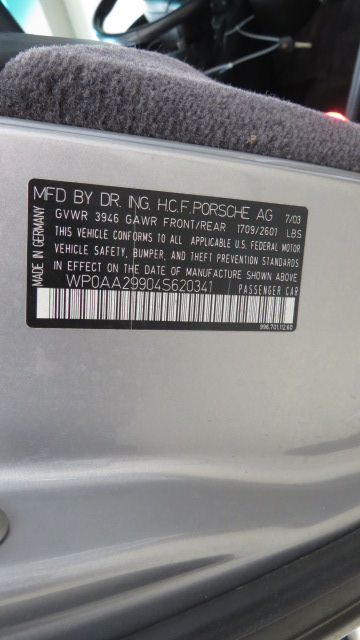 MFD BY DR. ING. H.C.F. PORSCHE AG 7/03
GVWR 3946 GAWR FRONT/REAR 1709/2601 LBS
THIS VEHICLE CONFORMS TO ALL APPLICABLE U.S. FEDERAL MOTOR
VEHICLE SAFETY, BUMPER, AND THEFT PREVENTION STANDARDS
IN EFFECT ON THE DATE OF MANUFACTURE SHOWN ABOVE.
WP0AA29904S620341 PASSENGER CAR
MADE IN GERMANY
996.701.112.60